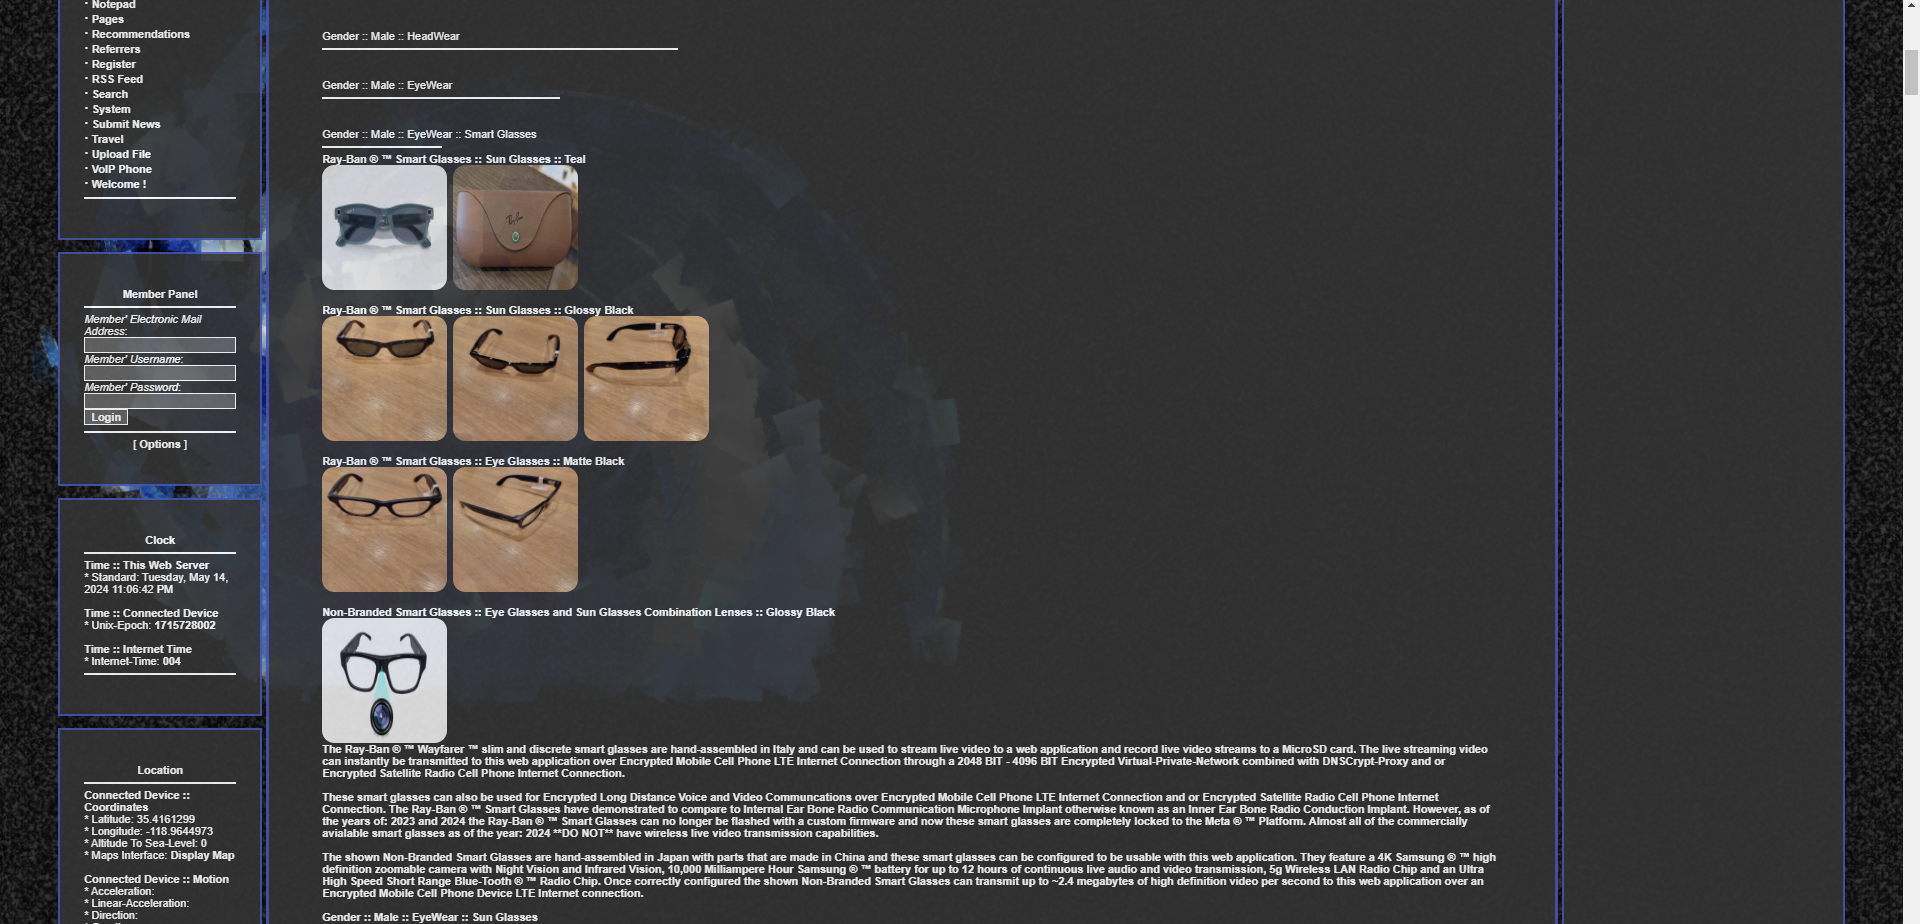 · Notepad
· Pages
· Recommendations
· Referrers
· Register
· RSS Feed
· Search
· System
· Submit News
· Travel
· Upload File
· VoIP Phone
· Welcome !
Member Panel
Member' Electronic Mail
Address:
Member' Username:
Member' Password:
Login
[ Options ]
Clock
Time :: This Web Server
* Standard: Tuesday, May 14,
2024 11:06:42 PM
Time :: Connected Device
* Unix-Epoch: 1715728002
Time :: Internet Time
* Internet-Time: 004
Location
Connected Device ::
Coordinates
* Latitude: 35.4161299
* Longitude: -118.9644973
* Altitude To Sea-Level: 0
* Maps Interface: Display Map
Connected Device :: Motion
* Acceleration:
* Linear-Acceleration:
* Direction:
Gender :: Male :: HeadWear
Gender :: Male :: EyeWear
Gender :: Male :: EyeWear :: Smart Glasses
Ray-Ban ® ™ Smart Glasses :: Sun Glasses :: Teal
Ray-Ban
Ray-Ban ® ™ Smart Glasses :: Sun Glasses :: Glossy Black
Ray-Ban ® ™ Smart Glasses :: Eye Glasses :: Matte Black
Non-Branded Smart Glasses :: Eye Glasses and Sun Glasses Combination Lenses :: Glossy Black
The Ray-Ban ® ™ Wayfarer ™ slim and discrete smart glasses are hand-assembled in Italy and can be used to stream live video to a web application and record live video streams to a MicroSD card. The live streaming video
can instantly be transmitted to this web application over Encrypted Mobile Cell Phone LTE Internet Connection through a 2048 BIT - 4096 BIT Encrypted Virtual-Private-Network combined with DNSCrypt-Proxy and or
Encrypted Satellite Radio Cell Phone Internet Connection.
These smart glasses can also be used for Encrypted Long Distance Voice and Video Communcations over Encrypted Mobile Cell Phone LTE Internet Connection and or Encrypted Satellite Radio Cell Phone Internet
Connection. The Ray-Ban ® ™ Smart Glasses have demonstrated to compare to Internal Ear Bone Radio Communication Microphone Implant otherwise known as an Inner Ear Bone Radio Conduction Implant. However, as of
the years of: 2023 and 2024 the Ray-Ban ® ™ Smart Glasses can no longer be flashed with a custom firmware and now these smart glasses are completely locked to the Meta ® ™ Platform. Almost all of the commercially
avialable smart glasses as of the year: 2024 **DO NOT** have wireless live video transmission capabilities.
The shown Non-Branded Smart Glasses are hand-assembled in Japan with parts that are made in China and these smart glasses can be configured to be usable with this web application. They feature a 4K Samsung ® ™ high
definition zoomable camera with Night Vision and Infrared Vision, 10,000 Milliampere Hour Samsung ® ™ battery for up to 12 hours of continuous live audio and video transmission, 5g Wireless LAN Radio Chip and an Ultra
High Speed Short Range Blue-Tooth ® ™ Radio Chip. Once correctly configured the shown Non-Branded Smart Glasses can transmit up to ~2.4 megabytes of high definition video per second to this web application over an
Encrypted Mobile Cell Phone Device LTE Internet connection.
Gender :: Male :: EyeWear :: Sun Glasses